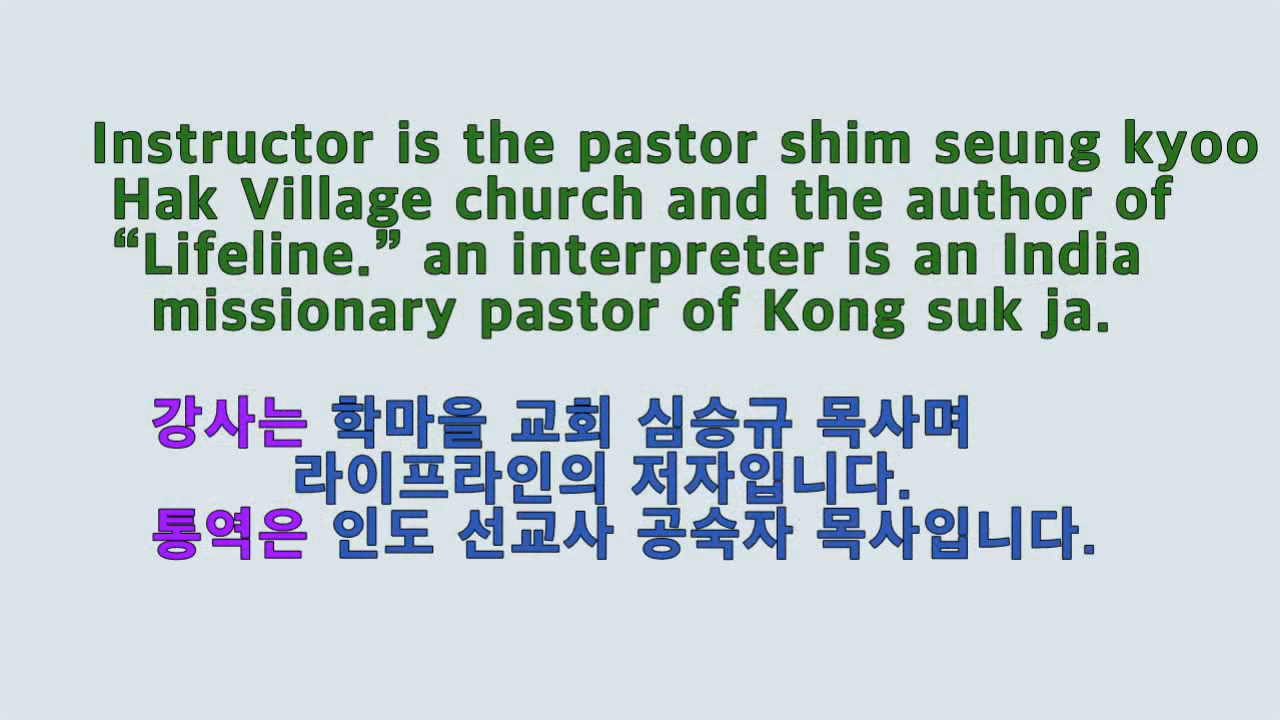 Instructor is the pastor shim seung kyoo
Hak Village church and the author of
“Lifeline.” an interpreter is an India
missionary pastor of Kong suk ja.
강사는 학마을 교회 심승규 목사며
라이프라인의 저자입니다.
통역은 인도 선교사 공숙자 목사입니다.